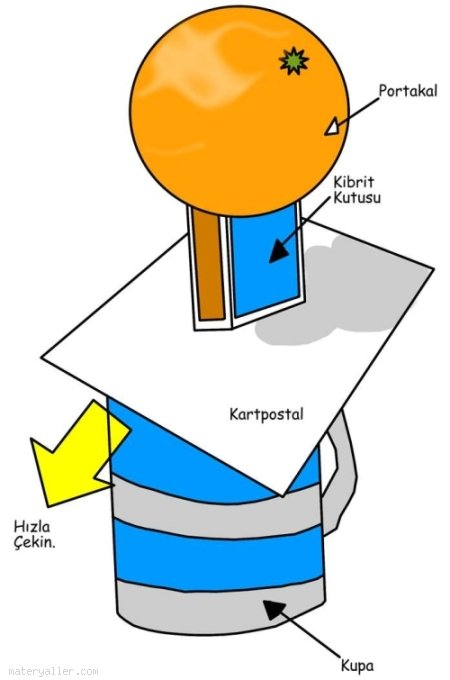 Portakal
Kibrit
Kutusu
Kartpostal
Hızla
Çekin.
Kupa
materyaller.com